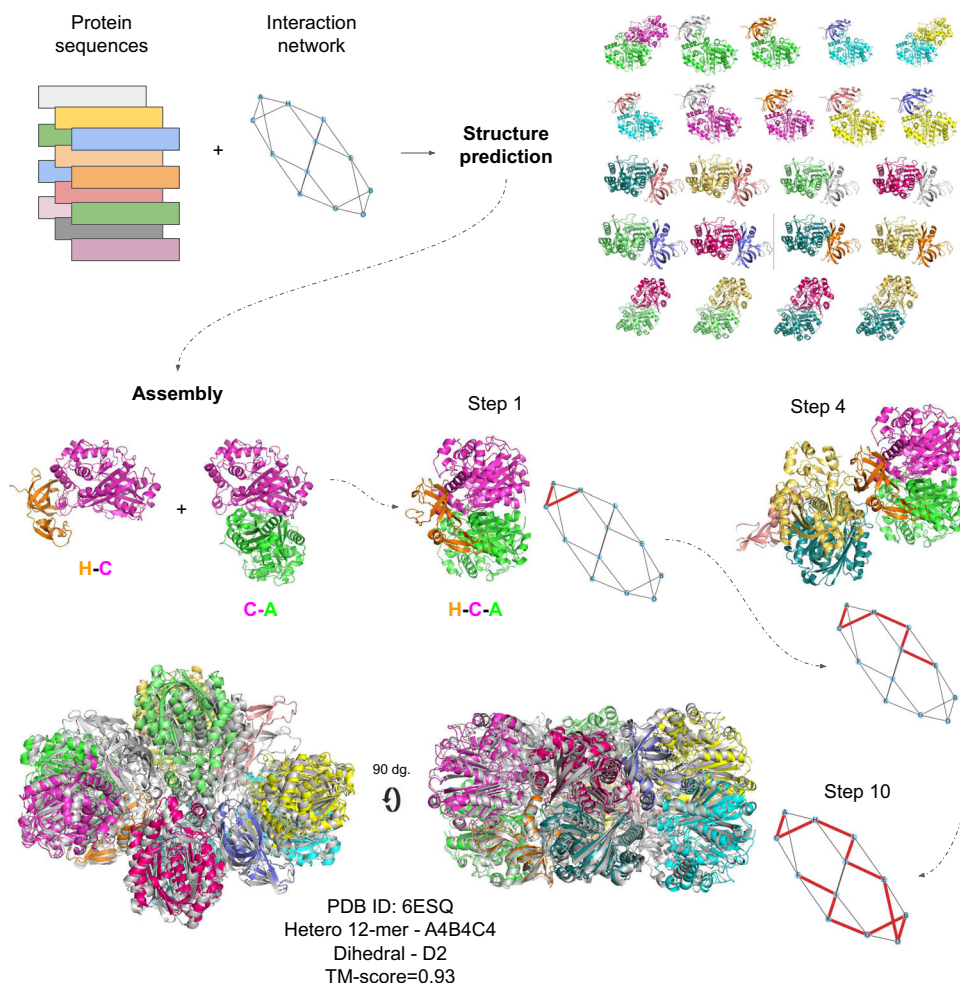 Protein
sequences
Interaction
network
+
Structure
prediction
Assembly
Step 1
Step 4
+
H-C
C-A
H-C-A
90 dg.
Step 10
PDB ID: 6ESQ
Hetero 12-mer - A4B4C4
Dihedral - D2
TM-score=0.93